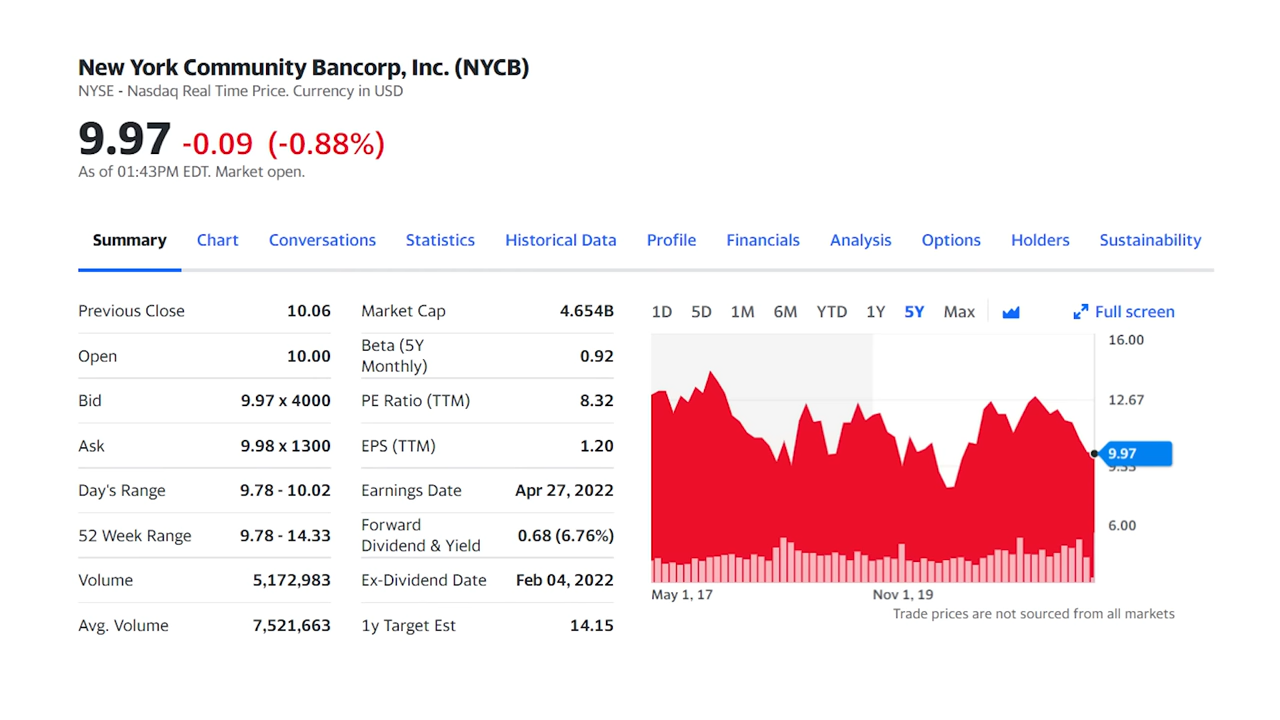 New York Community Bancorp, Inc. (NYCB)
NYSE - Nasdaq Real Time Price. Currency in USD
9.97 -0.09 (-0.88%)
As of 01:43PM EDT. Market open.
Summary Chart Conversations Statistics Historical Data Profile Financials Analysis Options Holders Sustainability
Previous Close 10.06
Open 10.00
Bid 9.97 x 4000
Ask 9.98 x 1300
Day's Range 9.78 - 10.02
52 Week Range 9.78 - 14.33
Volume 5,172,983
Avg. Volume 7,521,663
Market Cap 4.654B
Beta (5Y
Monthly) 0.92
PE Ratio (TTM) 8.32
EPS (TTM) 1.20
Earnings Date Apr 27, 2022
Forward
Dividend & Yield 0.68 (6.76%)
Ex-Dividend Date Feb 04, 2022
1y Target Est 14.15
1D 5D 1M 6M YTD 1Y 5Y Max Full screen
16.00
12.67
9.97
9.33
6.00
May 1, 17 Nov 1, 19
Trade prices are not sourced from all markets